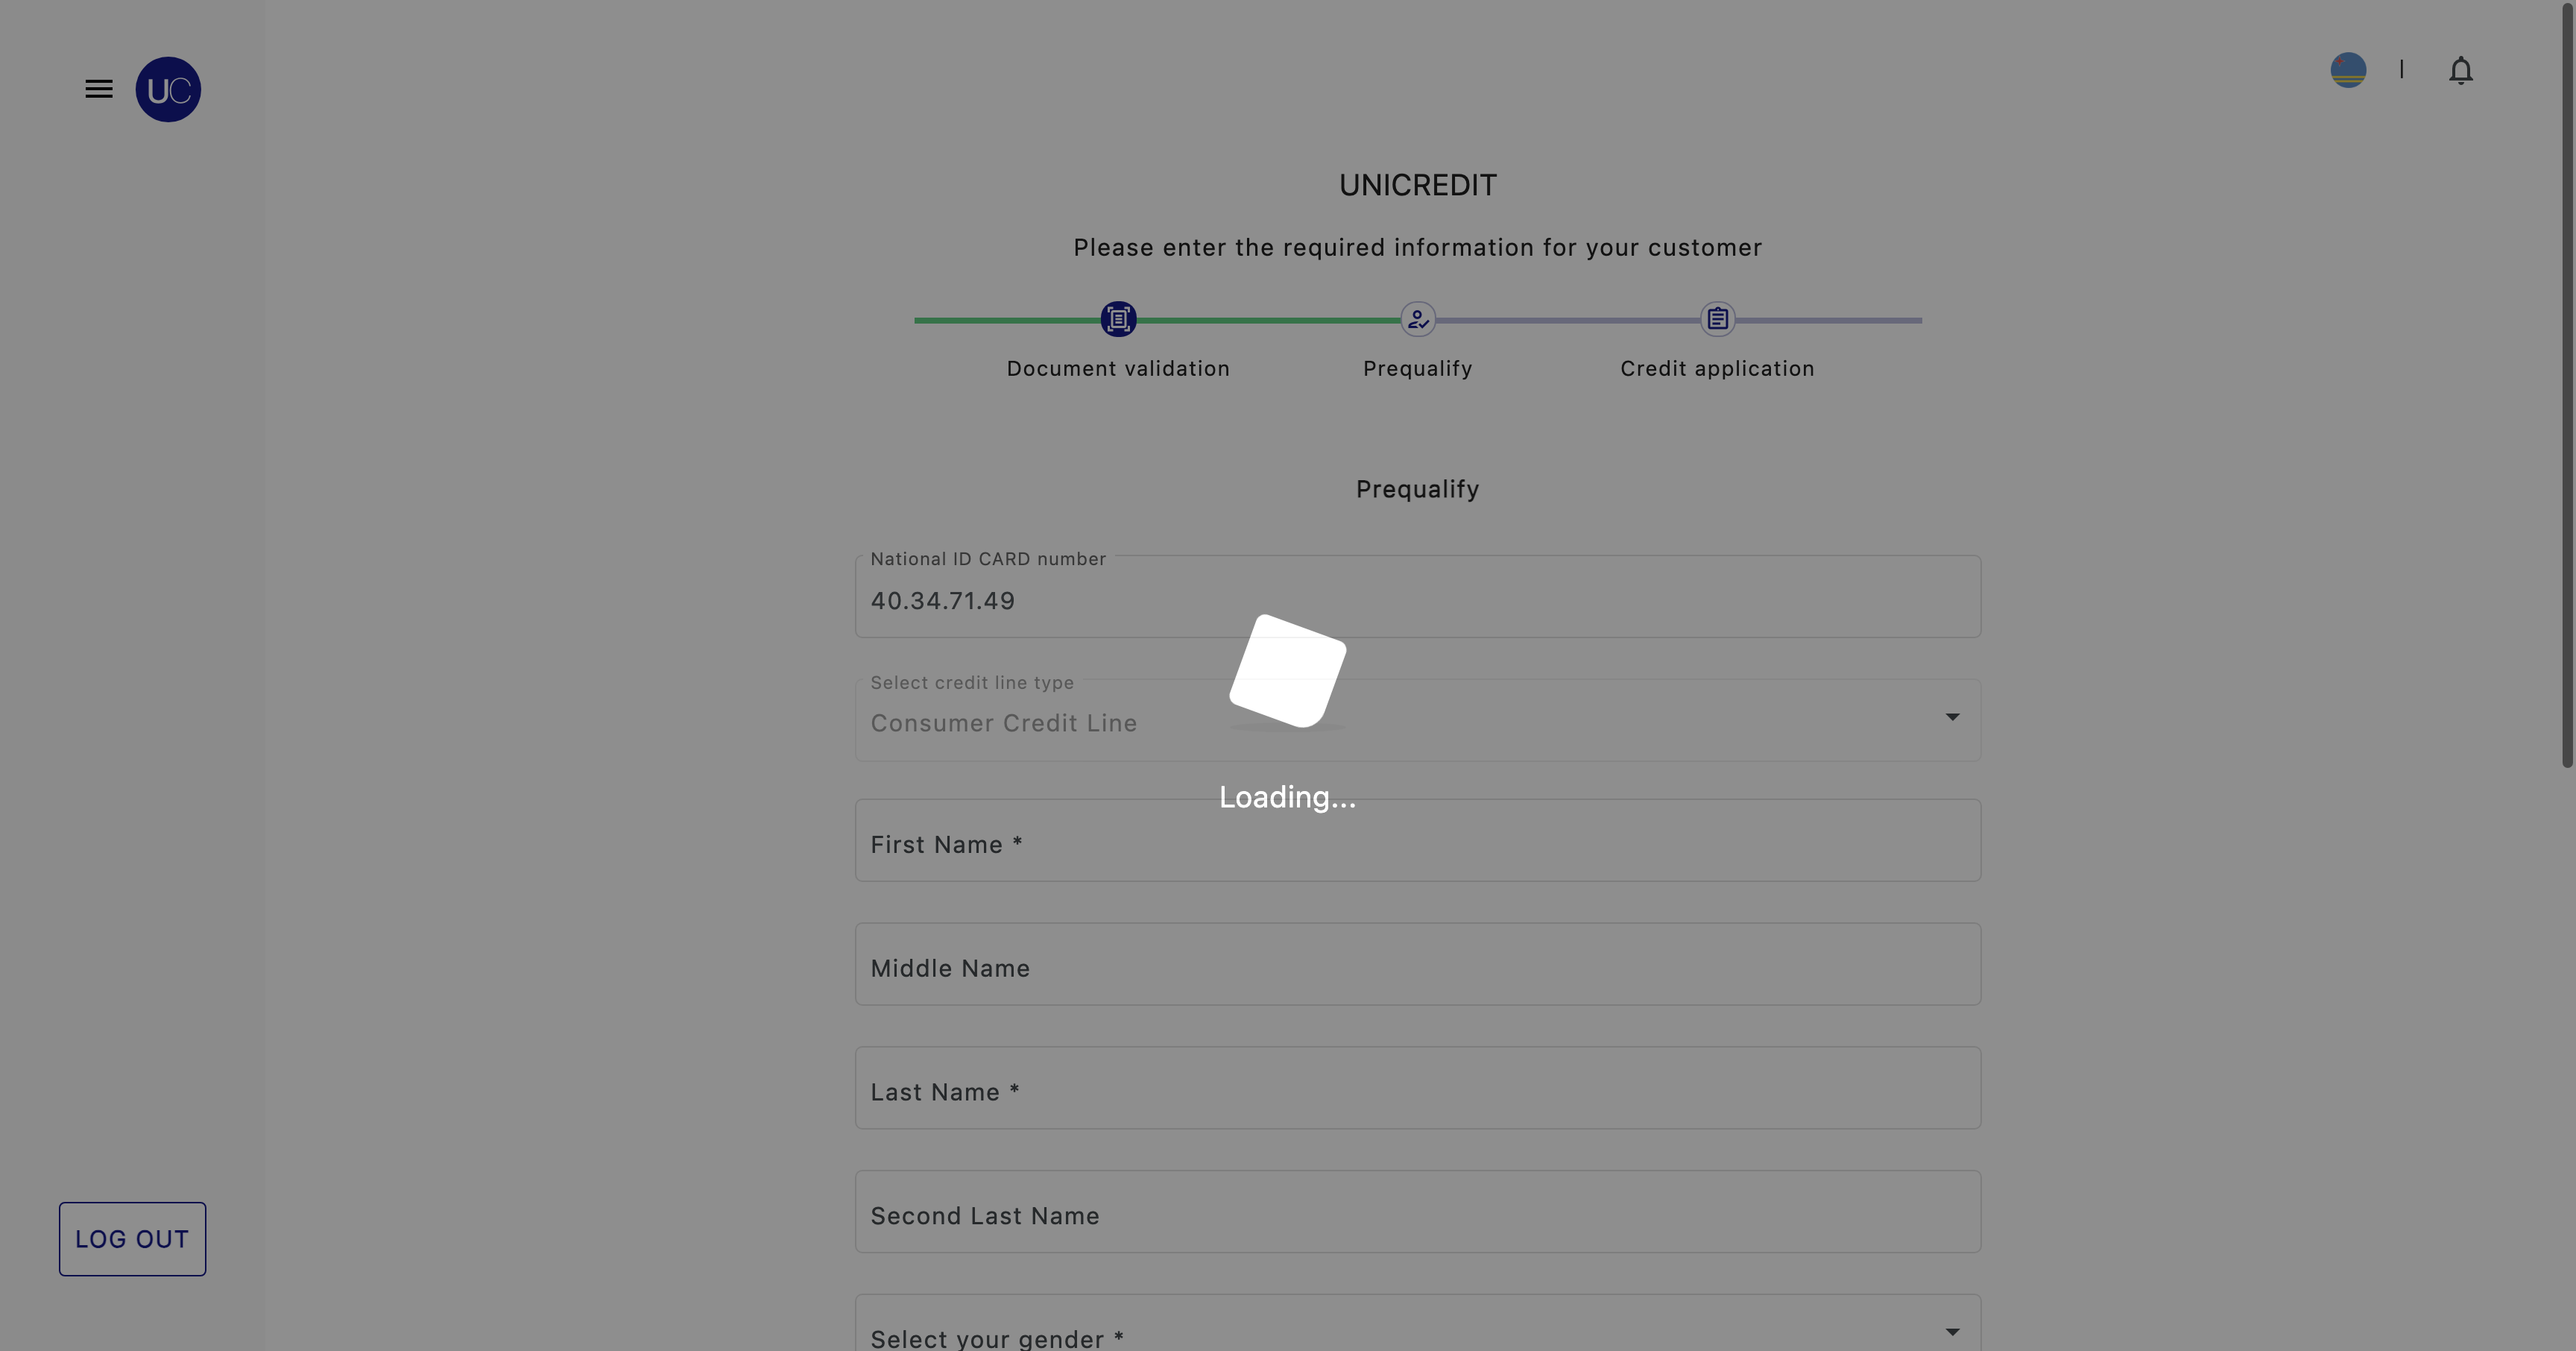 UC
UNICREDIT
Please enter the required information for your customer
Document validation
Prequalify
Credit application
Prequalify
National ID CARD number
40.34.71.49
Select credit line type
Consumer Credit Line
Loading...
First Name *
Middle Name
Last Name *
Second Last Name
LOG OUT
Select your gender *